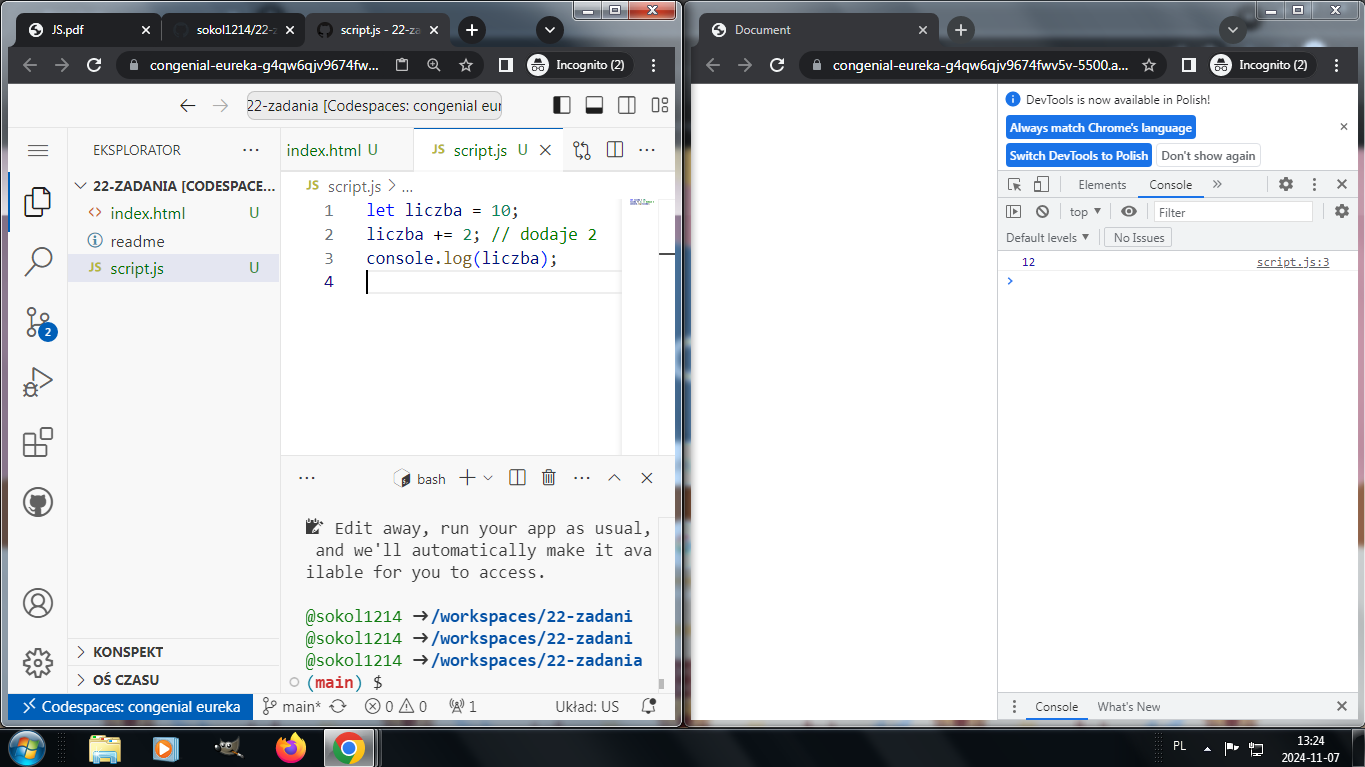 JS.pdf
sokol1214/22-z
script.js - 22-za
congenial-eureka-g4qw6qjv9674fw...
Incognito (2)
22-zadania [Codespaces: congenial eur
EKSPLORATOR
22-ZADANIA [CODESPACE...
index.html U
readme
script.js U
KONSPEKT
OŚ CZASU
index.html U
JS script.js U
JS script.js > ...
1 let liczba = 10;
2 liczba += 2; // dodaje 2
3 console.log(liczba);
4
bash
Edit away, run your app as usual,
and we'll automatically make it ava
ilable for you to access.
@sokol1214 ➜/workspaces/22-zadani
@sokol1214 ➜/workspaces/22-zadani
@sokol1214 ➜/workspaces/22-zadania
(main) $
2
Codespaces: congenial eureka
main*
0 0
1
Układ: US
Document
congenial-eureka-g4qw6qjv9674fwv5v-5500.a...
Incognito (2)
DevTools is now available in Polish!
Always match Chrome's language
Switch DevTools to Polish
Don't show again
Elements Console
top
Filter
Default levels
No Issues
12 script.js:3
Console What's New
PL
13:24
2024-11-07